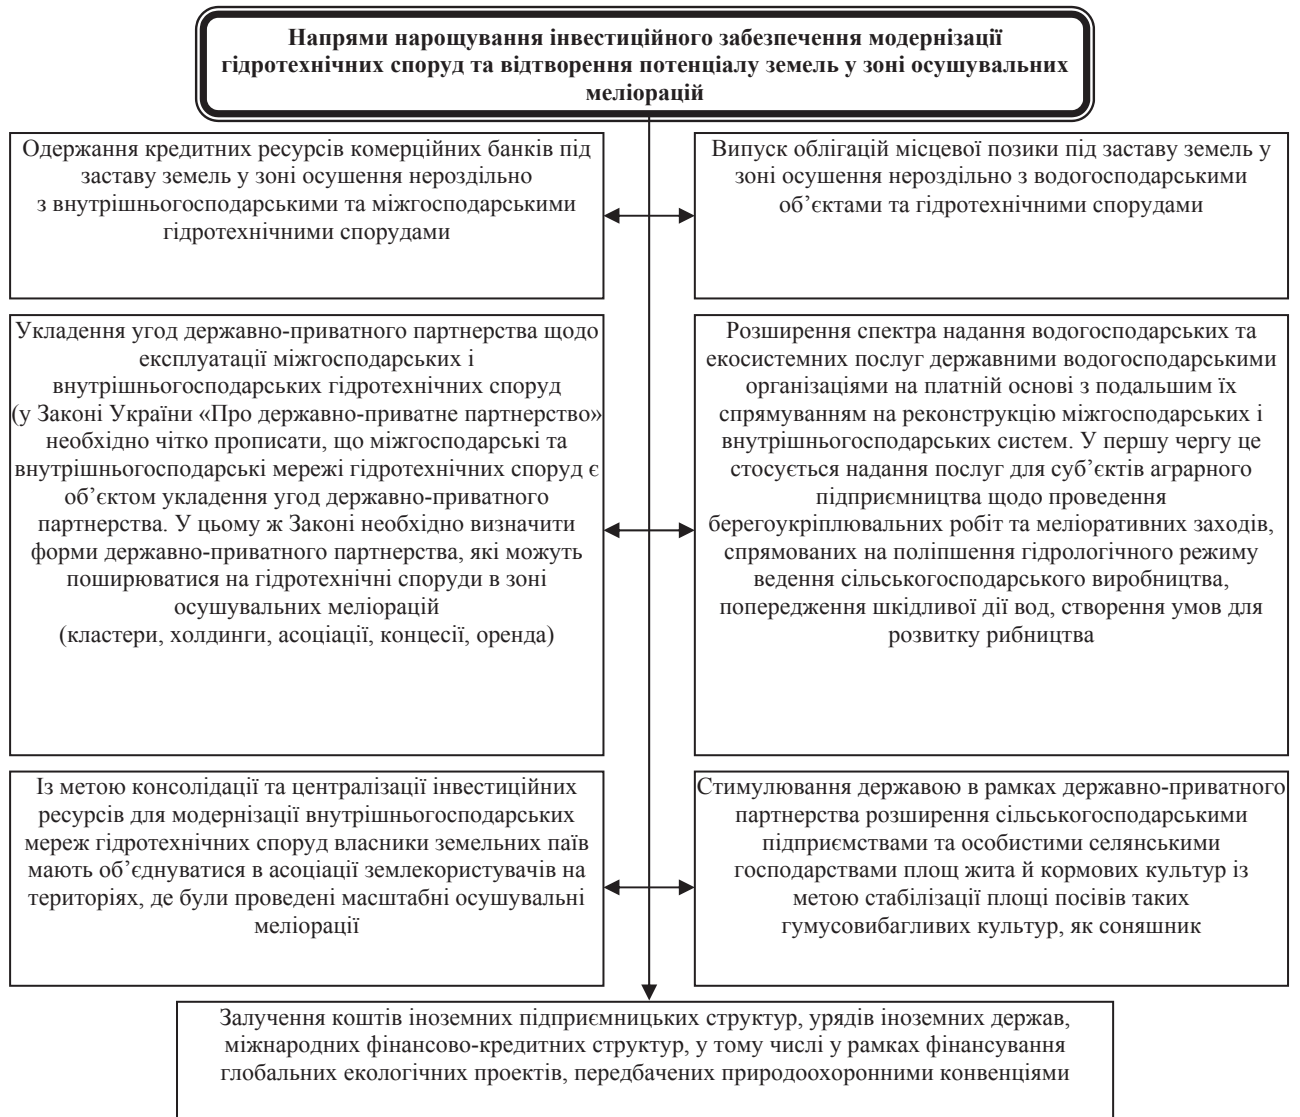 Напрями нарощування інвестиційного забезпечення модернізації
гідротехнічних споруд та відтворення потенціалу земель у зоні осушувальних
меліорацій
Одержання кредитних ресурсів комерційних банків під
заставу земель у зоні осушення нероздільно
з внутрішньогосподарськими та міжгосподарськими
гідротехнічними спорудами
Випуск облігацій місцевої позики під заставу земель у
зоні осушення нероздільно з водогосподарськими
об’єктами та гідротехнічними спорудами
Укладення угод державно-приватного партнерства щодо
експлуатації міжгосподарських і
внутрішньогосподарських гідротехнічних споруд
(у Законі України «Про державно-приватне партнерство»
необхідно чітко прописати, що міжгосподарські та
внутрішньогосподарські мережі гідротехнічних споруд є
об’єктом укладення угод державно-приватного
партнерства. У цьому ж Законі необхідно визначити
форми державно-приватного партнерства, які можуть
поширюватися на гідротехнічні споруди в зоні
осушувальних меліорацій
(кластери, холдинги, асоціації, концесії, оренда)
Розширення спектра надання водогосподарських та
екосистемних послуг державними водогосподарськими
організаціями на платній основі з подальшим їх
спрямуванням на реконструкцію міжгосподарських і
внутрішньогосподарських систем. У першу чергу це
стосується надання послуг для суб’єктів аграрного
підприємництва щодо проведення
берегоукріплювальних робіт та меліоративних заходів,
спрямованих на поліпшення гідрологічного режиму
ведення сільськогосподарського виробництва,
попередження шкідливої дії вод, створення умов для
розвитку рибництва
Із метою консолідації та централізації інвестиційних
ресурсів для модернізації внутрішньогосподарських
мереж гідротехнічних споруд власники земельних паїв
мають об’єднуватися в асоціації землекористувачів на
територіях, де були проведені масштабні осушувальні
меліорації
Стимулювання державою в рамках державно-приватного
партнерства розширення сільськогосподарськими
підприємствами та особистими селянськими
господарствами площ жита й кормових культур із
метою стабілізації площі посівів таких
гумусовибагливих культур, як соняшник
Залучення коштів іноземних підприємницьких структур, урядів іноземних держав,
міжнародних фінансово-кредитних структур, у тому числі у рамках фінансування
глобальних екологічних проектів, передбачених природоохоронними конвенціями